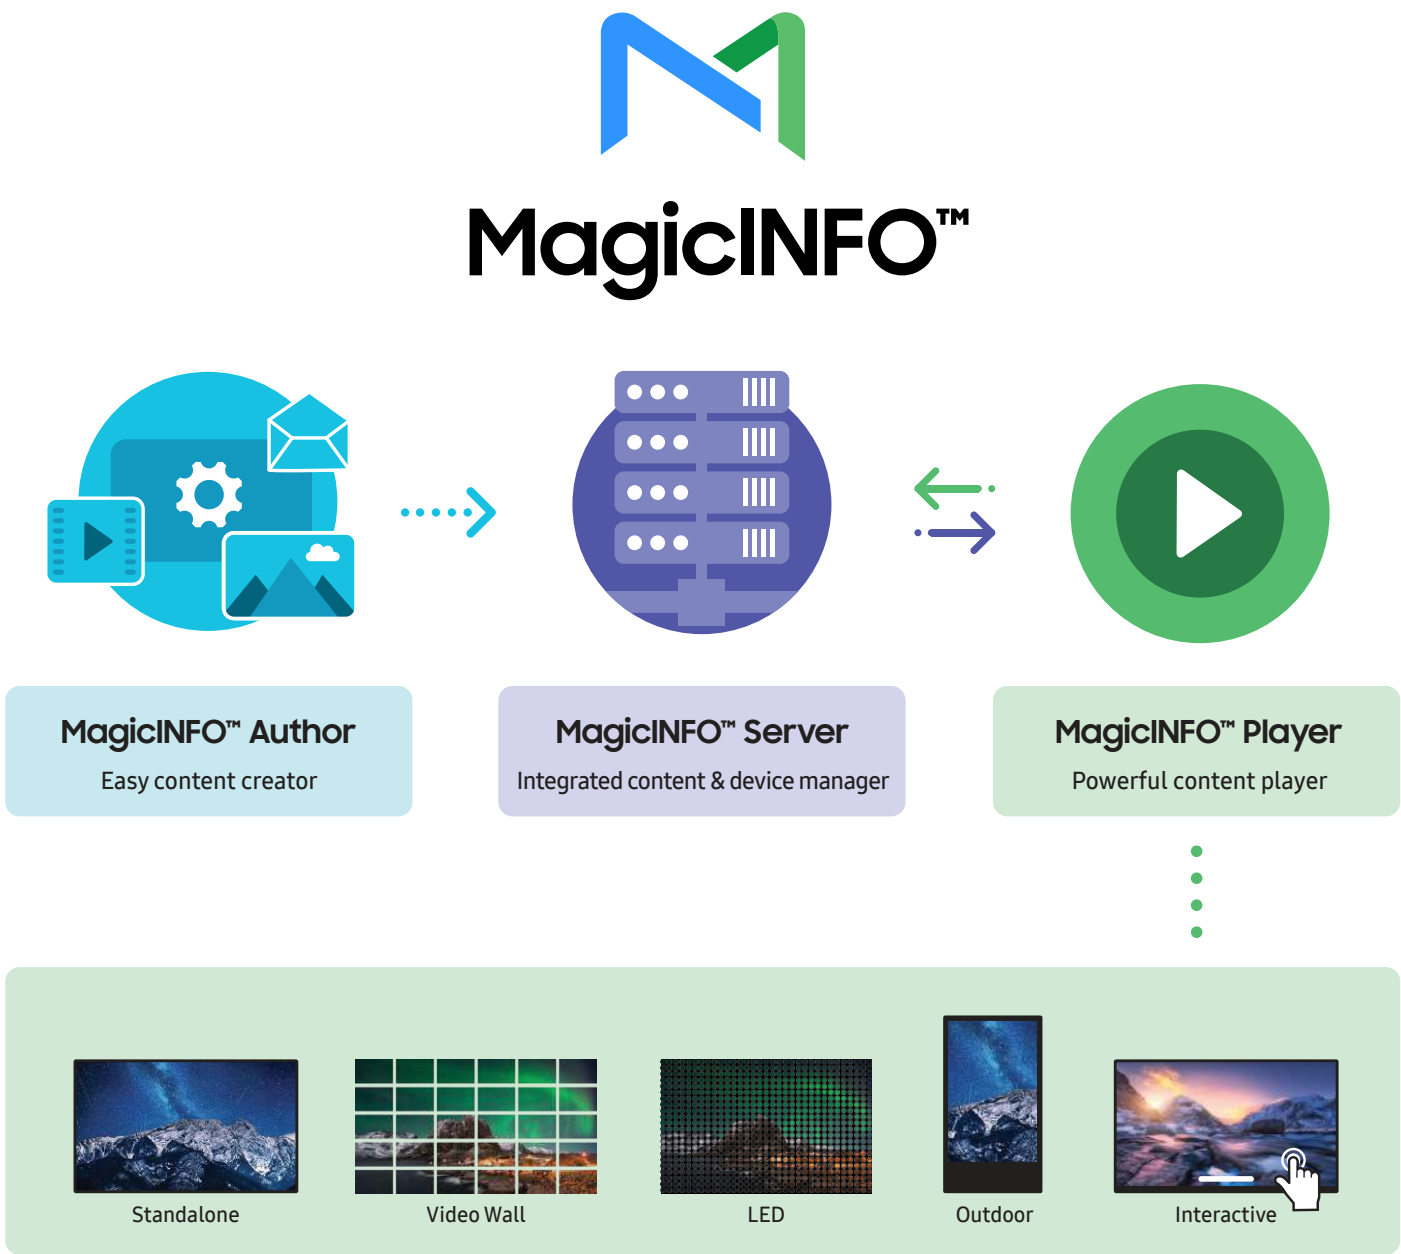 MagicINFO™
MagicINFO™ Author
Easy content creator
MagicINFO™ Server
Integrated content & device manager
MagicINFO™ Player
Powerful content player
Standalone
Video Wall
LED
Outdoor
Interactive